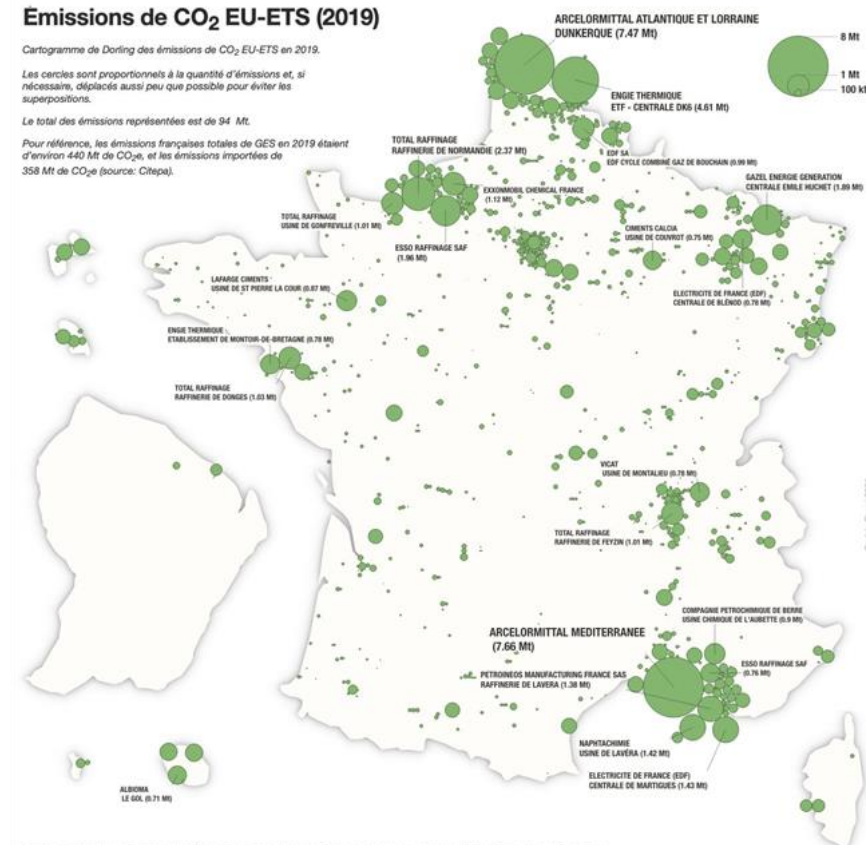 Émissions de CO2 EU-ETS (2019)
Cartogramme de Dorling des émissions de CO2 EU-ETS en 2019.
Les cercles sont proportionnels à la quantité d'émissions et, si
nécessaire, déplacés aussi peu que possible pour éviter les
superpositions.
Le total des émissions représentées est de 94 Mt.
Pour référence, les émissions françaises totales de GES en 2019 étaient
d'environ 440 Mt de CO2e, et les émissions importées de
358 Mt de CO2e (source: Citepa).
ARCELORMITTAL ATLANTIQUE ET LORRAINE
DUNKERQUE (7.47 Mt)
8 Mt
1 Mt
100 kt
ENGIE THERMIQUE
ETF - CENTRALE DK6 (4.61 Mt)
TOTAL RAFFINAGE
RAFFINERIE DE NORMANDIE (2.37 Mt)
EDF SA
EDF CYCLE COMBINÉ GAZ DE BOUCHAIN (0.99 Mt)
GAZEL ENERGIE GENERATION
CENTRALE EMILE HUCHET (1.89 Mt)
EXXONMOBIL CHEMICAL FRANCE
(1.12 Mt)
TOTAL RAFFINAGE
USINE DE GONFREVILLE (1.01 Mt)
CIMENTS CALCIA
USINE DE COUVROT (0.75 Mt)
ESSO RAFFINAGE SAF
(1.96 Mt)
LAFARGE CIMENTS
USINE DE ST PIERRE LA COUR (0.87 Mt)
ELECTRICITE DE FRANCE (EDF)
CENTRALE DE BLÉNOD (0.78 Mt)
ENGIE THERMIQUE
ETABLISSEMENT DE MONTOIR-DE-BRETAGNE (0.78 Mt)
TOTAL RAFFINAGE
RAFFINERIE DE DONGES (1.03 Mt)
VICAT
USINE DE MONTALIEU (0.78 Mt)
TOTAL RAFFINAGE
RAFFINERIE DE FEYZIN (1.01 Mt)
COMPAGNIE PETROCHIMIQUE DE BERRE
USINE CHIMIQUE DE L'AUBETTE (0.9 Mt)
ARCELORMITTAL MEDITERRANEE
(7.66 Mt)
ESSO RAFFINAGE SAF
(0.76 Mt)
PETROINEOS MANUFACTURING FRANCE SAS
RAFFINERIE DE LAVERA (1.38 Mt)
NAPHTACHIMIE
USINE DE LAVÉRA (1.42 Mt)
ELECTRICITE DE FRANCE (EDF)
CENTRALE DE MARTIGUES (1.43 Mt)
ALBIOMA
LE GOL (0.71 Mt)